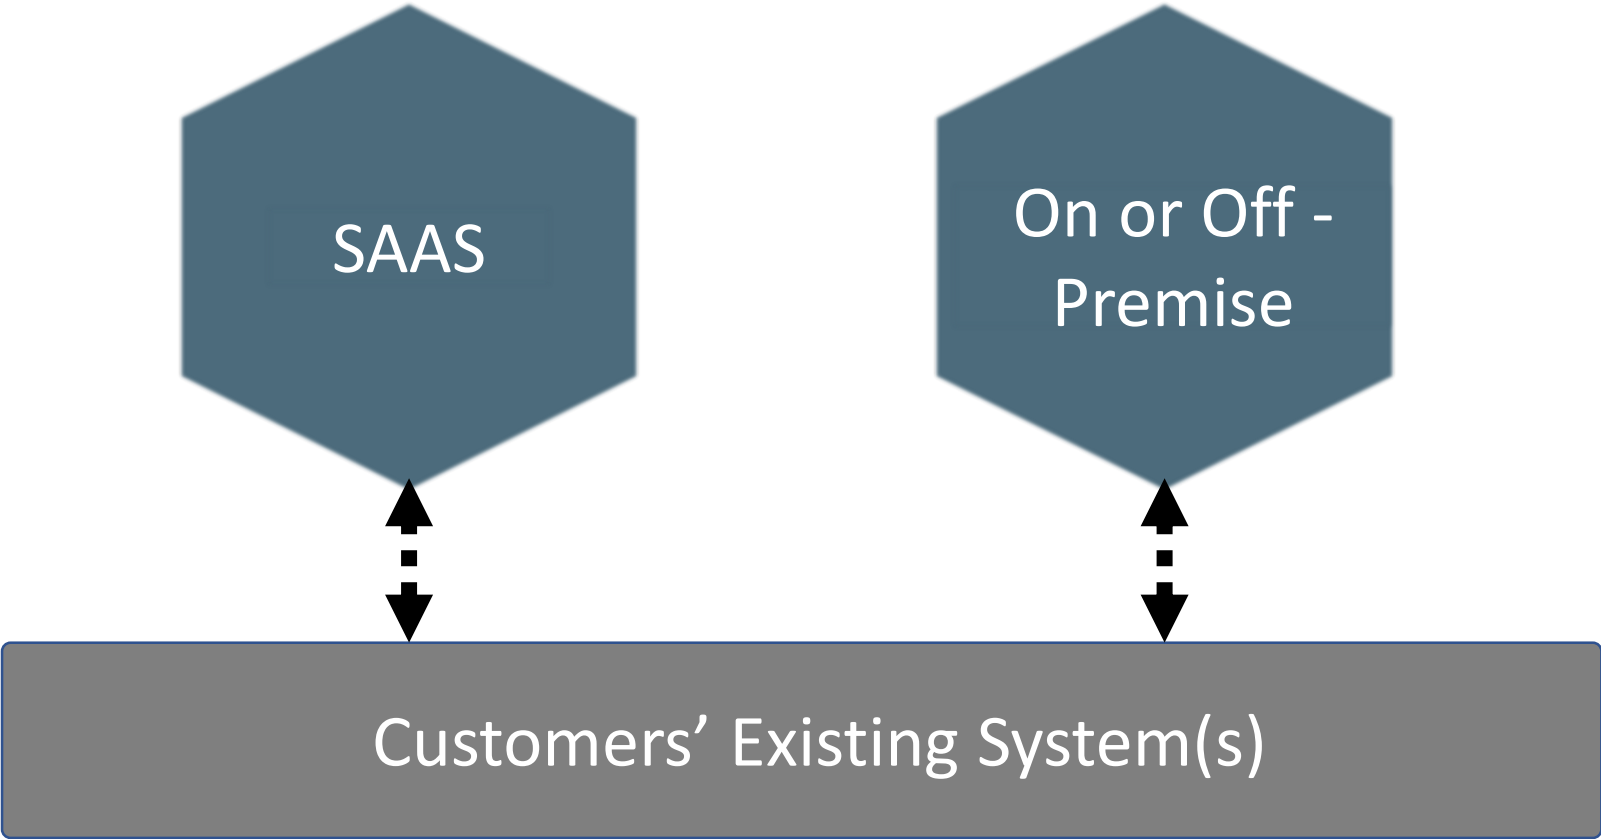 SAAS
On or Off -
Premise
Customers’ Existing System(s)